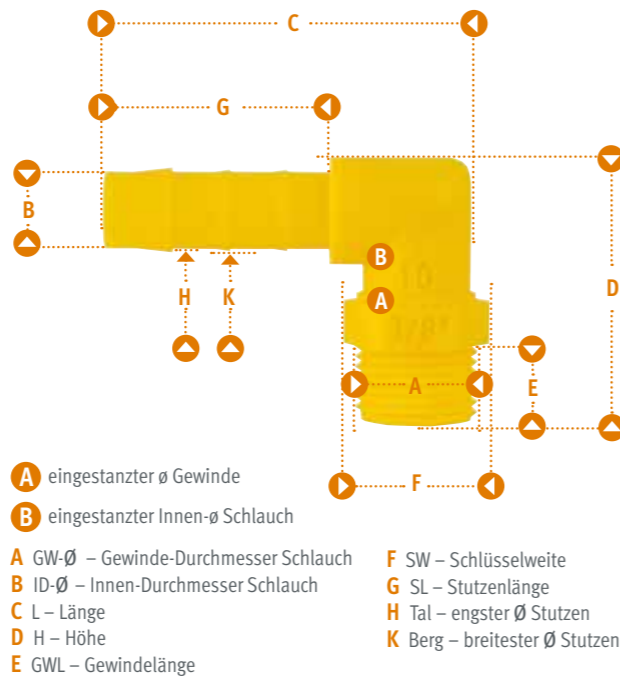 C
G
B
H
K
B
10
A
3/8"
D
A
E
F
A eingestanzter ø Gewinde
B eingestanzter Innen-ø Schlauch
A GW-Ø – Gewinde-Durchmesser Schlauch
B ID-Ø – Innen-Durchmesser Schlauch
C L – Länge
D H – Höhe
E GWL – Gewindelänge
F SW – Schlüsselweite
G SL – Stutzenlänge
H Tal – engster Ø Stutzen
K Berg – breitester Ø Stutzen